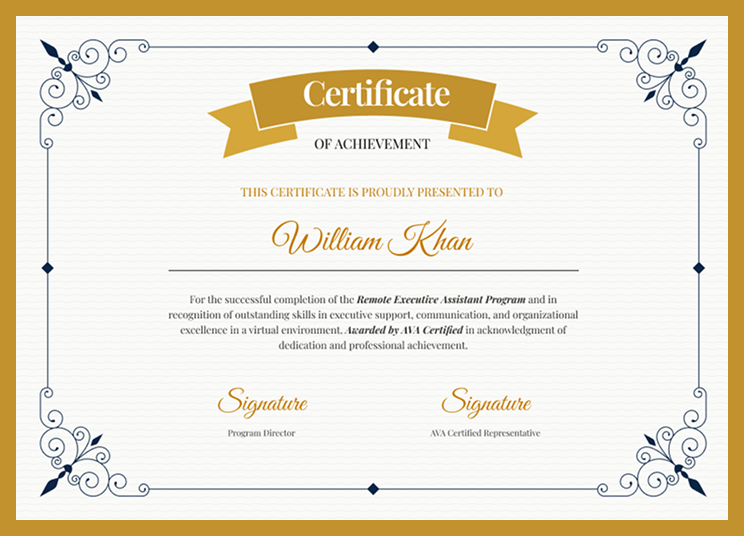 Certificate
OF ACHIEVEMENT
THIS CERTIFICATE IS PROUDLY PRESENTED TO
William Khan
For the successful completion of the Remote Executive Assistant Program and in
recognition of outstanding skills in executive support, communication, and organizational
excellence in a virtual environment. Awarded by AVA Certified in acknowledgment of
dedication and professional achievement.
Signature Signature
Program Director AVA Certified Representative